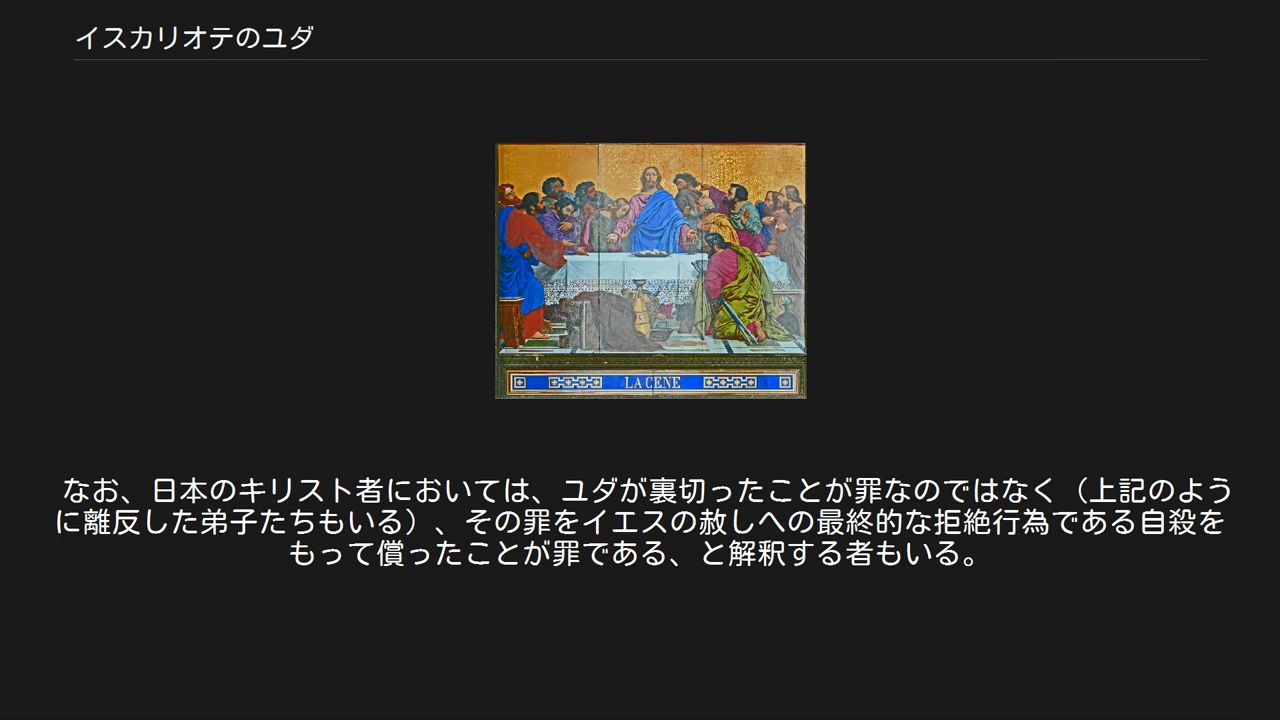 イスカリオテのユダ
LA CENE
なお、日本のキリスト者においては、ユダが裏切ったことが罪なのではなく（上記のよう
に離反した弟子たちもいる）、その罪をイエスの赦しへの最終的な拒絶行為である自殺を
もって償ったことが罪である、と解釈する者もいる。